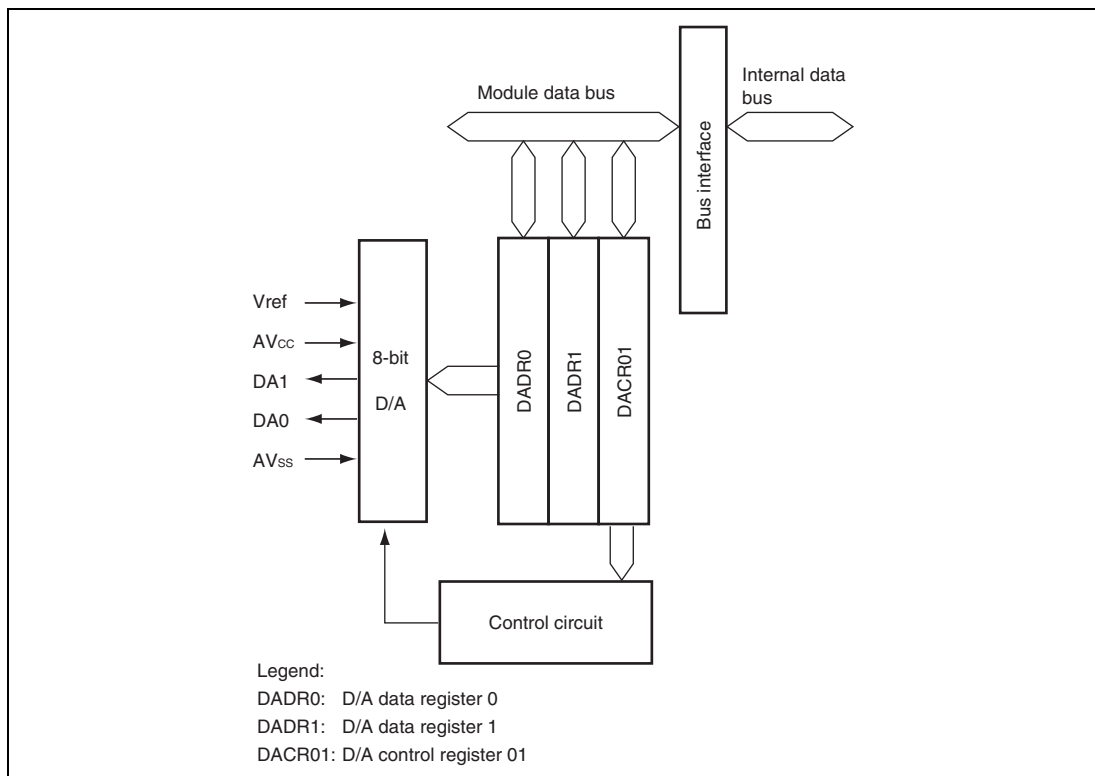 Module data bus
Internal data
bus
Bus interface
Vref
AVCC
DA1
DA0
AVSS
8-bit
D/A
DADR0
DADR1
DACR01
Control circuit
Legend:
DADR0: D/A data register 0
DADR1: D/A data register 1
DACR01: D/A control register 01